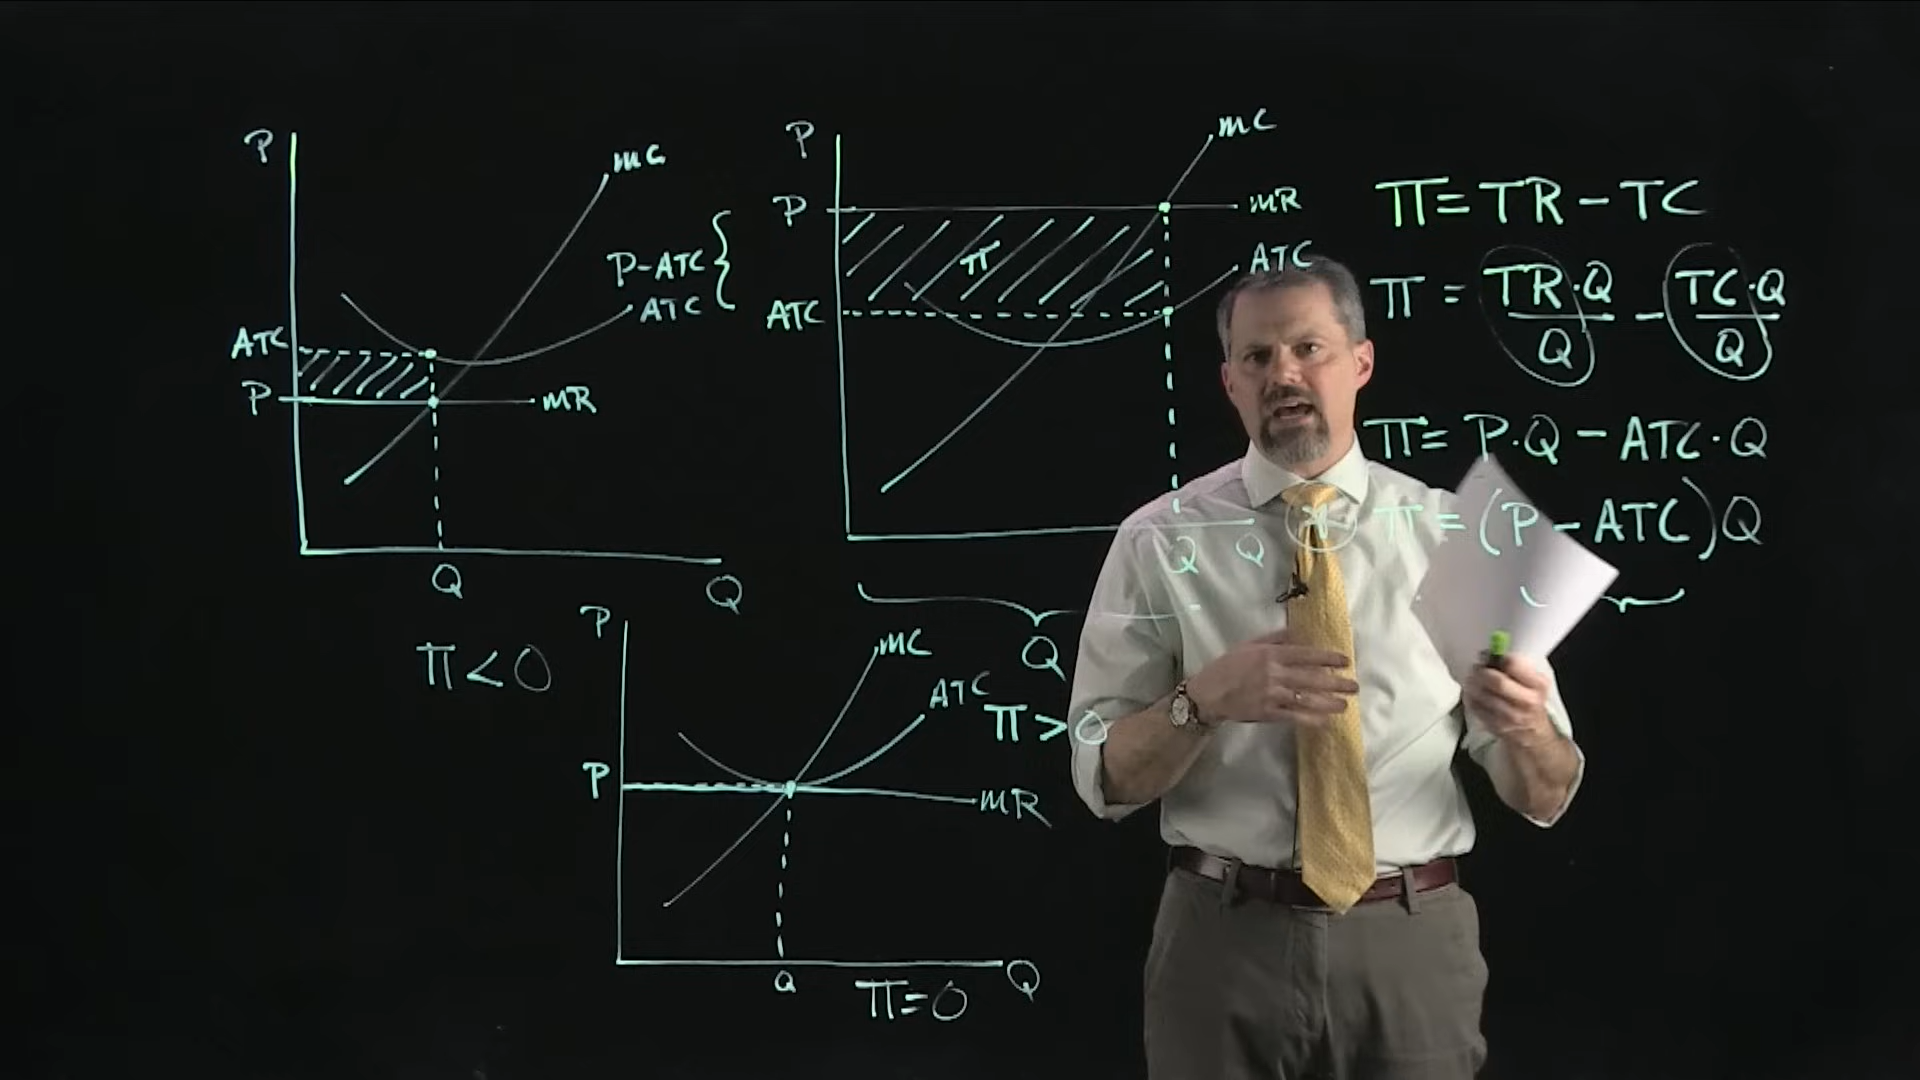 P
MC
ATC
ATC
P
MR
Q
Q
π<0
P
MC
P
MR
P-ATC
π
ATC
ATC
Q
Q
Q
π>0
P
MC
ATC
P
MR
Q
Q
π=0
π=TR-TC
π=TR·Q/Q-TC·Q/Q
π=P·Q-ATC·Q
* π=(P-ATC)Q